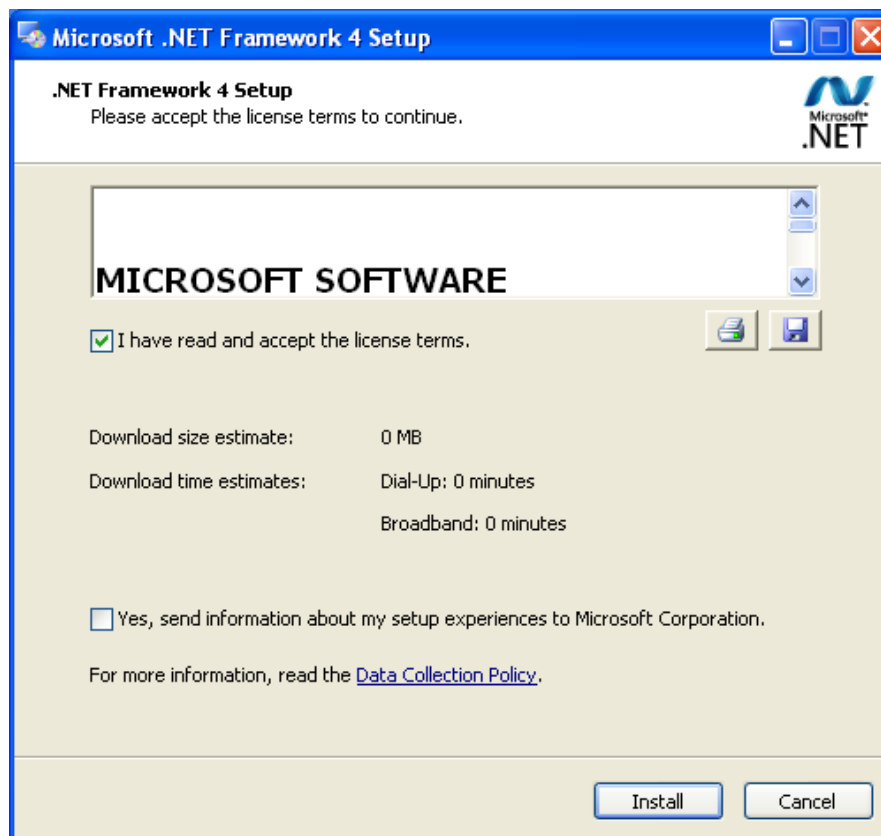 Microsoft .NET Framework 4 Setup
.NET Framework 4 Setup
Please accept the license terms to continue.
Microsoft®
.NET
MICROSOFT SOFTWARE
I have read and accept the license terms.
Download size estimate: 0 MB
Download time estimates: Dial-Up: 0 minutes
Broadband: 0 minutes
Yes, send information about my setup experiences to Microsoft Corporation.
For more information, read the Data Collection Policy.
Install Cancel